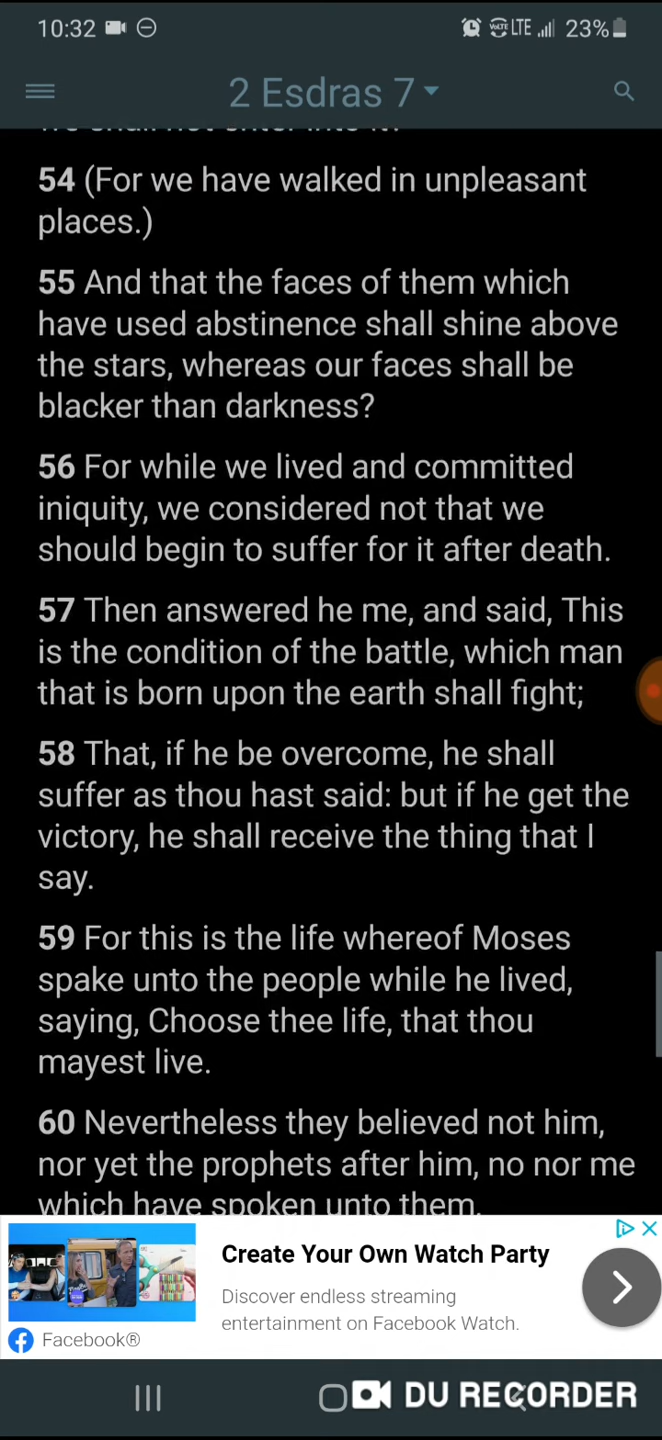 10:32
VoLTE LTE 23%
2 Esdras 7
we shall not enter into it?
54 (For we have walked in unpleasant
places.)
55 And that the faces of them which
have used abstinence shall shine above
the stars, whereas our faces shall be
blacker than darkness?
56 For while we lived and committed
iniquity, we considered not that we
should begin to suffer for it after death.
57 Then answered he me, and said, This
is the condition of the battle, which man
that is born upon the earth shall fight;
58 That, if he be overcome, he shall
suffer as thou hast said: but if he get the
victory, he shall receive the thing that I
say.
59 For this is the life whereof Moses
spake unto the people while he lived,
saying, Choose thee life, that thou
mayest live.
60 Nevertheless they believed not him,
nor yet the prophets after him, no nor me
which have spoken unto them.
Create Your Own Watch Party
Discover endless streaming
entertainment on Facebook Watch.
Facebook®
DU RECORDER